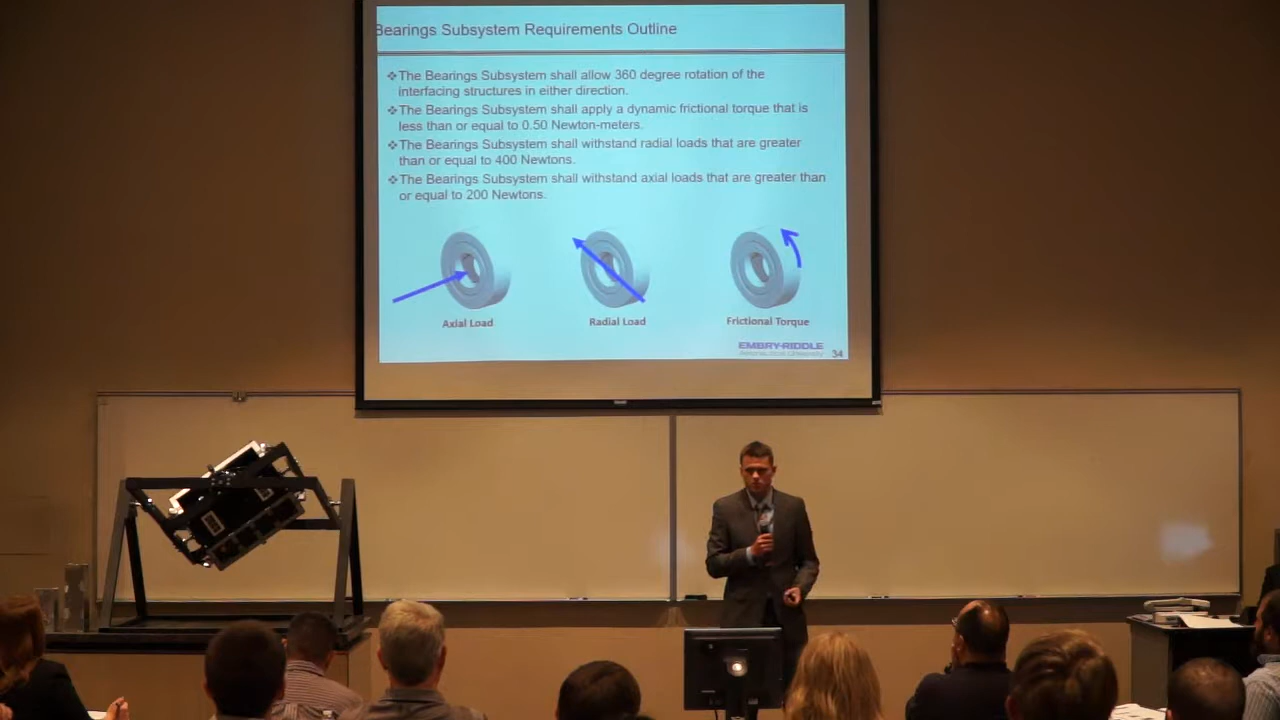 Bearings Subsystem Requirements Outline
❖The Bearings Subsystem shall allow 360 degree rotation of the
interfacing structures in either direction.
❖The Bearings Subsystem shall apply a dynamic frictional torque that is
less than or equal to 0.50 Newton-meters.
❖The Bearings Subsystem shall withstand radial loads that are greater
than or equal to 400 Newtons.
❖The Bearings Subsystem shall withstand axial loads that are greater than
or equal to 200 Newtons.
Axial Load
Radial Load
Frictional Torque
EMBRY-RIDDLE
Aeronautical University
34